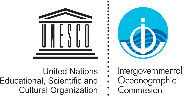 UNESCO
United Nations
Educational, Scientific and
Cultural Organization
Intergovernmental
Oceanographic
Commission